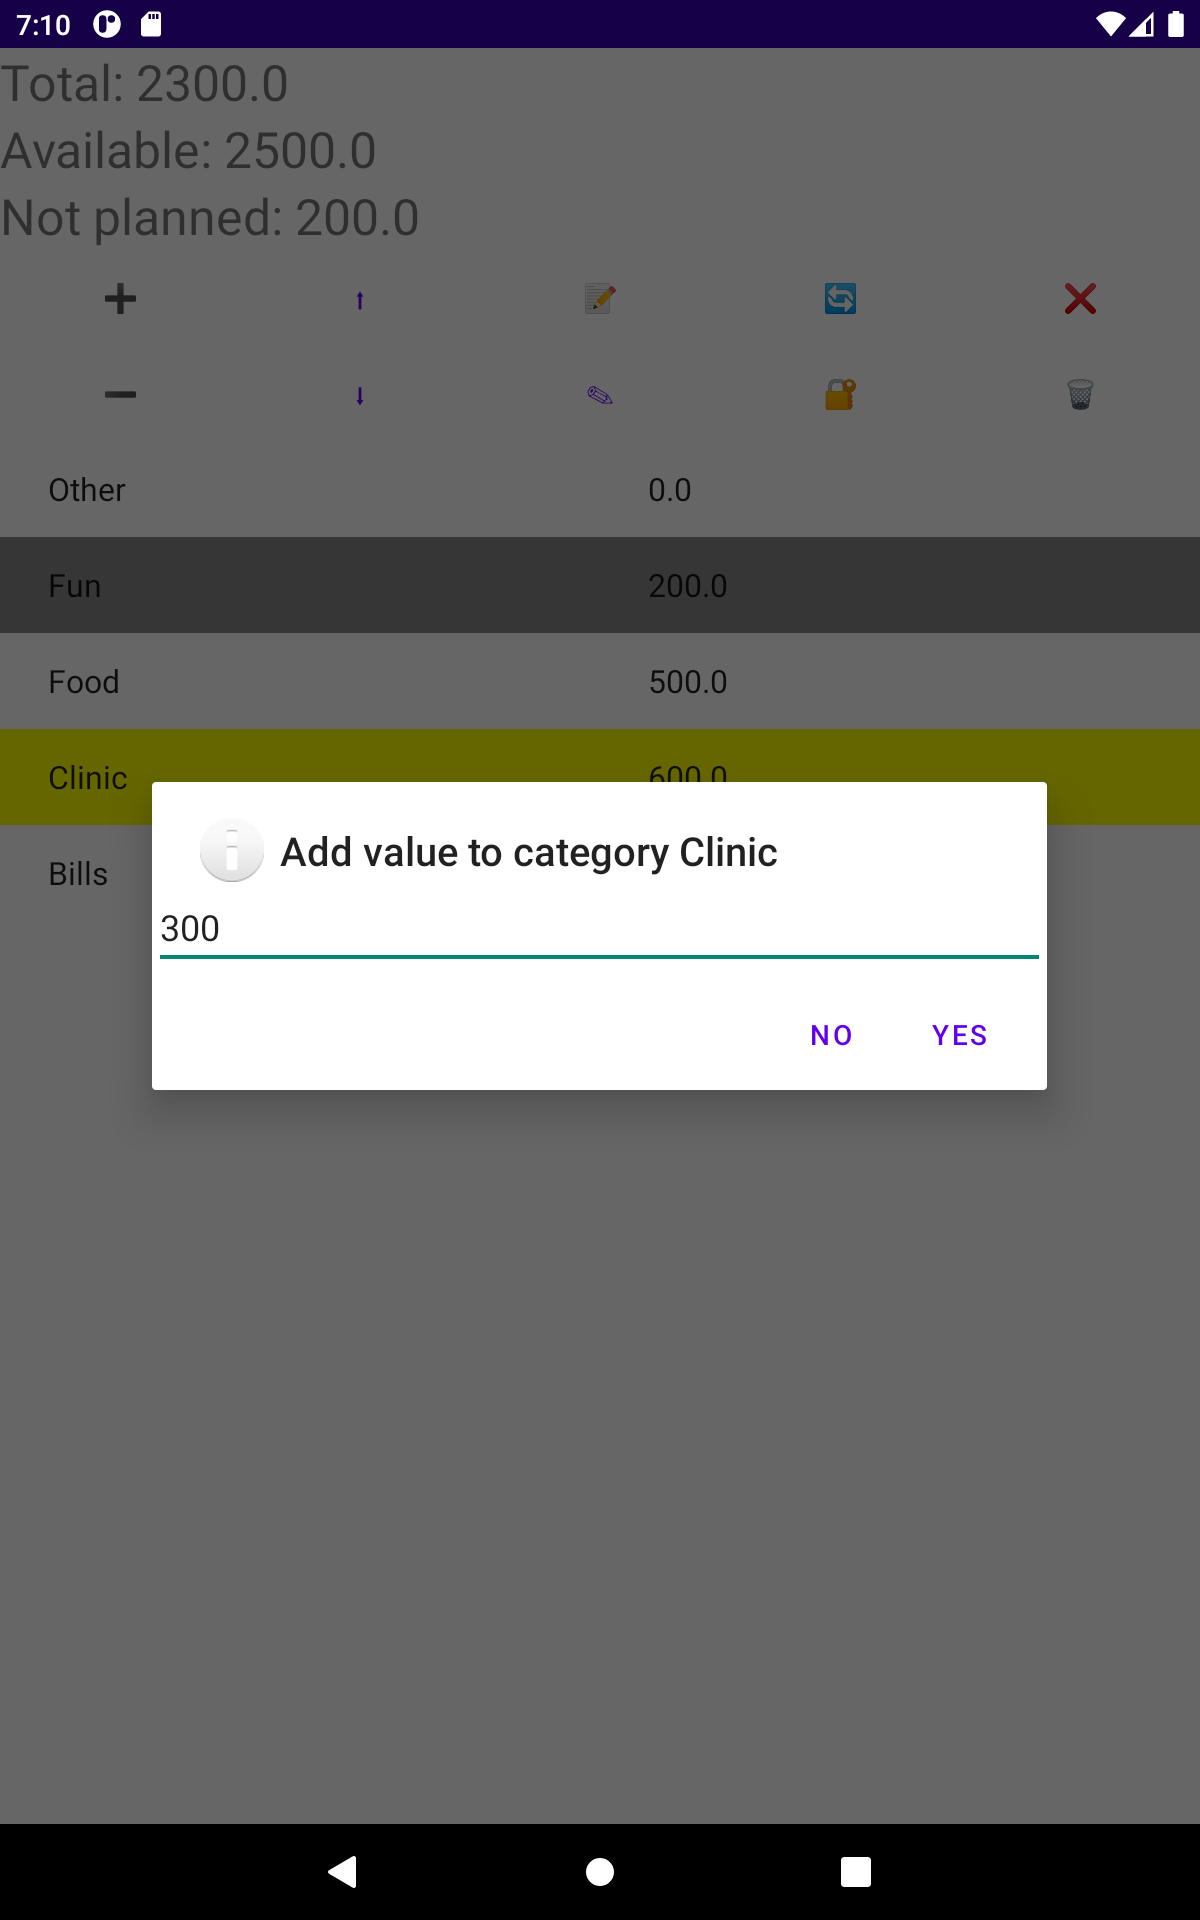 7:10
Total: 2300.0
Available: 2500.0
Not planned: 200.0
Other 0.0
Fun 200.0
Food 500.0
Clinic 600.0
Add value to category Clinic
Bills
300
NO YES